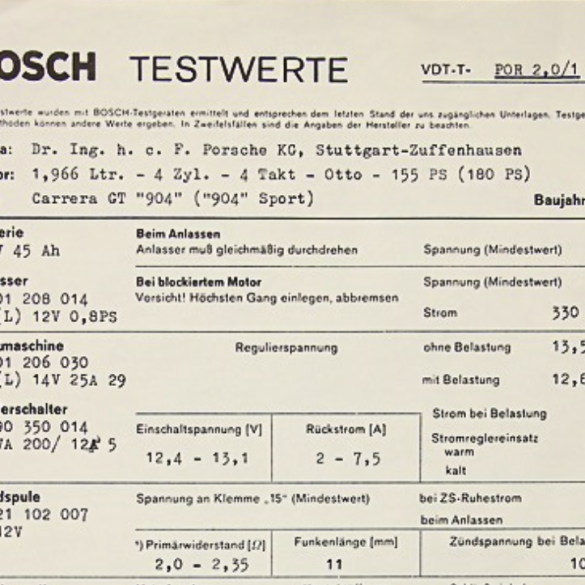 OSCH TESTWERTE VDT-T- POR 2,0/1
stwerte wurden mit BOSCH-Testgeräten ermittelt und entsprechen dem letzten Stand der uns zugänglichen Unterlagen. Testge
thoden können andere Werte ergeben. In Zweifelsfällen sind die Angaben der Hersteller zu beachten.
a: Dr. Ing. h. c. F. Porsche KG, Stuttgart-Zuffenhausen
or: 1,966 Ltr. - 4 Zyl. - 4 Takt - Otto - 155 PS (180 PS)
Carrera GT "904" ("904" Sport) Baujahr
erie Beim Anlassen
45 Ah Anlasser muß gleichmäßig durchdrehen Spannung (Mindestwert)
sser Bei blockiertem Motor Spannung (Mindestwert)
01 208 014 Vorsicht! Höchsten Gang einlegen, abbremsen
(L) 12V 0,8PS Strom 330
tmaschine Regulierspannung ohne Belastung 13,5
01 206 030
(L) 14V 25A 29 mit Belastung 12,8
erschalter Strom bei Belastung
90 350 014 Einschaltspannung [V] Rückstrom [A] Stromreglereinsatz
/A 200/ 12A 5 warm
12,4 - 13,1 2 - 7,5 kalt
dspule Spannung an Klemme „15" (Mindestwert) bei ZS-Ruhestrom
21 102 007
12V beim Anlassen
*) Primärwiderstand [Ω] Funkenlänge [mm] Zündspannung bei Bela
2,0 - 2,35 11 10